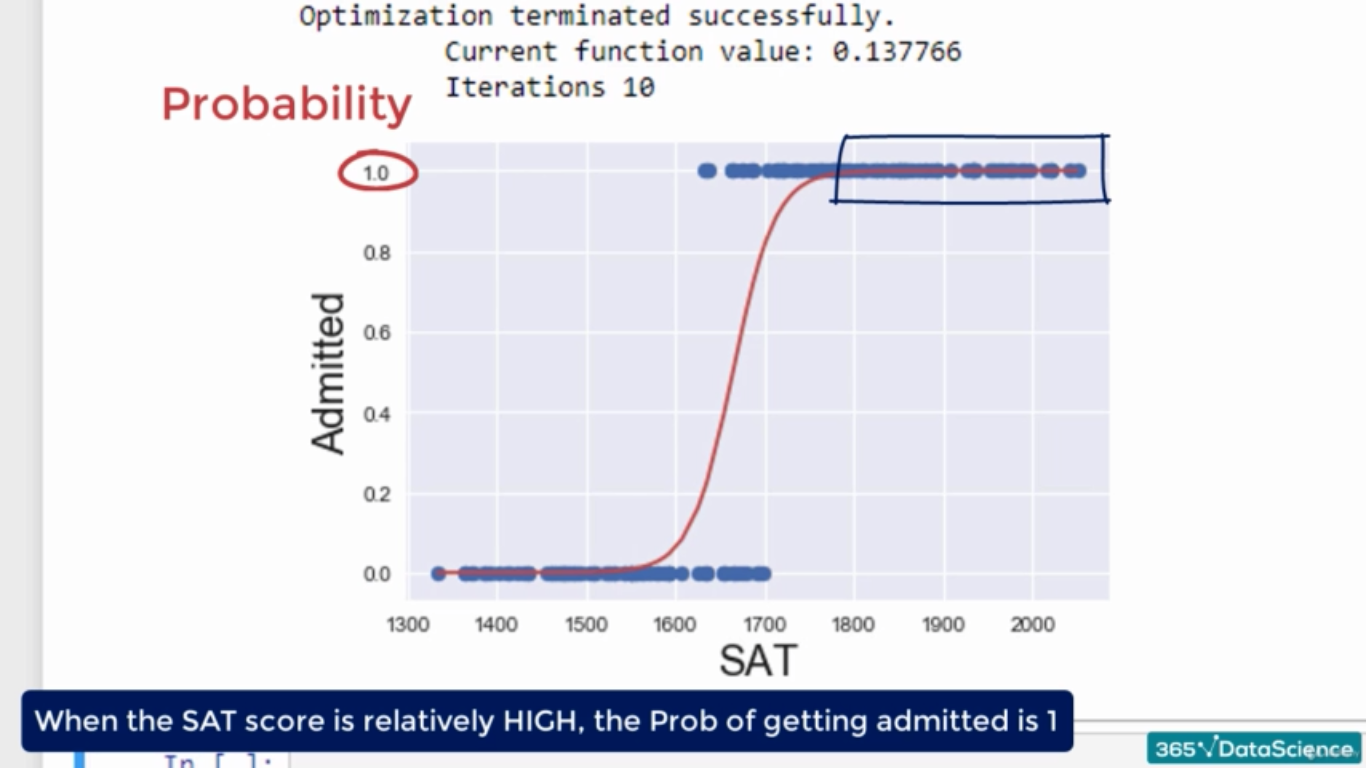 Optimization terminated successfully.
Current function value: 0.137766
Iterations 10
Probability
1.0
0.8
0.6
0.4
0.2
0.0
Admitted
1300 1400 1500 1600 1700 1800 1900 2000
SAT
When the SAT score is relatively HIGH, the Prob of getting admitted is 1
365 DataScience
In [ ]: